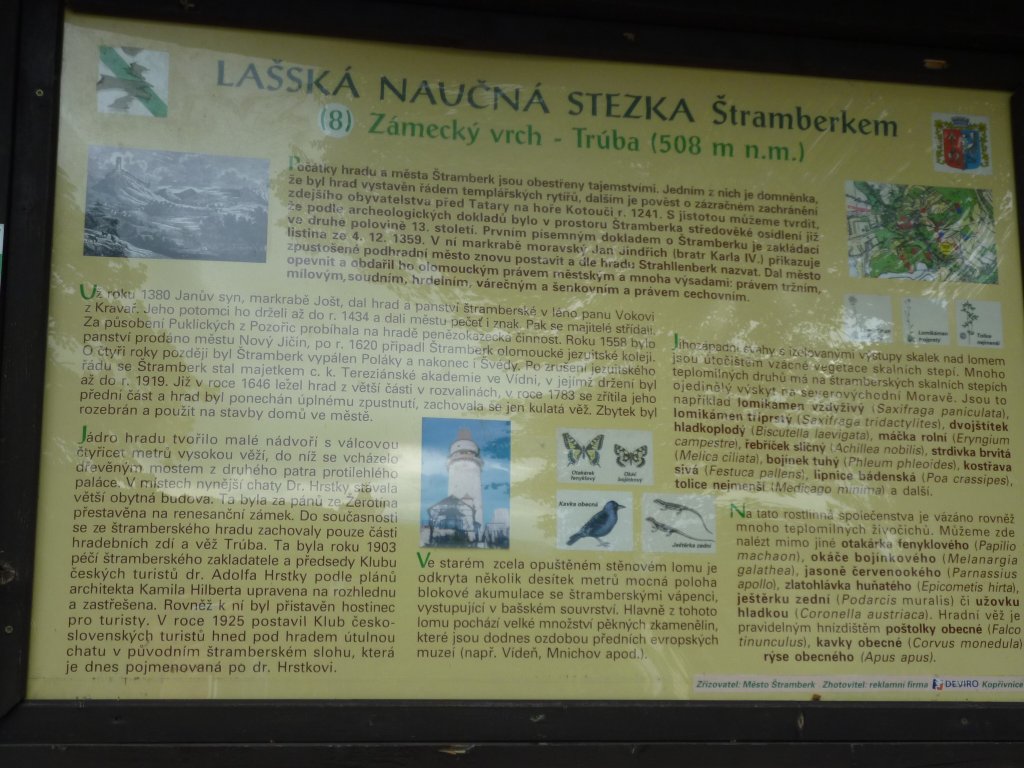 LAŠSKÁ NAUČNÁ STEZKA Štramberkem
(8) Zámecký vrch - Trúba (508 m n.m.)
Počátky hradu a města Štramberk jsou obestřeny tajemstvími. Jedním z nich je domněnka,
že byl hrad vystavěn řádem templářských rytířů, dalším je pověst o zázračném zachránění
zdejšího obyvatelstva před Tatary na hoře Kotouči r. 1241. S jistotou můžeme tvrdit,
že podle archeologických dokladů bylo v prostoru Štramberka středověké osídlení již
ve druhé polovině 13. století. Prvním písemným dokladem o Štramberku je zakládací
listina ze 4. 12. 1359. V ní markrabě moravský Jan Jindřich (bratr Karla IV.) přikazuje
zpustošené podhradní město znovu postavit a dle hradu Strahllenberk nazvat. Dal město
opevnit a obdařil ho olomouckým právem městským a mnoha výsadami: právem tržním,
mílovým, soudním, hrdelním, várečným a šenkovním a právem cechovním.
Už roku 1380 Janův syn, markrabě Jošt, dal hrad a panství štramberské v léno panu Vokovi
z Kravař. Jeho potomci ho drželi až do r. 1434 a dali městu pečeť i znak. Pak se majitelé střídali.
Za působení Puklických z Pozořic probíhala na hradě penězokazecká činnost. Roku 1558 bylo
panství prodáno městu Nový Jičín, po r. 1620 připadl Štramberk olomoucké jezuitské koleji.
O čtyři roky později byl Štramberk vypálen Poláky a nakonec i Švédy. Po zrušení jezuitského
řádu se Štramberk stal majetkem c. k. Tereziánské akademie ve Vídni, v jejímž držení byl
až do r. 1919. Již v roce 1646 ležel hrad z větší části v rozvalinách, v roce 1783 se zřítila jeho
přední část a hrad byl ponechán úplnému zpustnutí, zachovala se jen kulatá věž. Zbytek byl
rozebrán a použit na stavby domů ve městě.
Jádro hradu tvořilo malé nádvoří s válcovou
čtyřicet metrů vysokou věží, do níž se vcházelo
dřevěným mostem z druhého patra protilehlého
paláce. V místech nynější chaty Dr. Hrstky stávala
větší obytná budova. Ta byla za pánů ze Žerotína
přestavěna na renesanční zámek. Do současnosti
se ze štramberského hradu zachovaly pouze části
hradebních zdí a věž Trúba. Ta byla roku 1903
péčí štramberského zakladatele a předsedy Klubu
českých turistů dr. Adolfa Hrstky podle plánů
architekta Kamila Hilberta upravena na rozhlednu
a zastřešena. Rovněž k ní byl přistavěn hostinec
pro turisty. V roce 1925 postavil Klub česko-
slovenských turistů hned pod hradem útulnou
chatu v původním štramberském slohu, která
je dnes pojmenovaná po dr. Hrstkovi.
Otakárek
fenyklový
Okáč
bojínkový
Kavka obecná
Ještěrka zední
Ve starém zcela opuštěném stěnovém lomu je
odkryta několik desítek metrů mocná poloha
blokové akumulace se štramberskými vápenci,
vystupující v bašském souvrství. Hlavně z tohoto
lomu pochází velké množství pěkných zkamenělin,
které jsou dodnes ozdobou předních evropských
muzeí (např. Vídeň, Mnichov apod.).
Lomikámen
trojprstý
Tolice
nejmenší
Jihozápadní svahy s izelovanými výstupy skalek nad lomem
jsou útočištěm vzácné vegetace skalních stepí. Mnoho
teplomilných druhů má na štramberských skalních stepích
ojedinělý výskyt na severovýchodní Moravě. Jsou to
například lomikámen vždyživý (Saxifraga paniculata),
lomikámen tříprstý (Saxifraga tridactylites), dvojštítek
hladkoplodý (Biscutella laevigata), máčka rolní (Eryngium
campestre), řebříček sličný (Achillea nobilis), strdivka brvitá
(Melica ciliata), bojínek tuhý (Phleum phleoides), kostřava
sivá (Festuca pallens), lipnice bádenská (Poa crassipes),
tolice nejmenší (Medicago minima) a další.
Na tato rostlinná společenstva je vázáno rovněž
mnoho teplomilných živočichů. Můžeme zde
nalézt mimo jiné otakárka fenyklového (Papilio
machaon), okáče bojínkového (Melanargia
galathea), jasoně červenookého (Parnassius
apollo), zlatohlávka huňatého (Epicometis hirta),
ještěrku zední (Podarcis muralis) či užovku
hladkou (Coronella austriaca). Hradní věž je
pravidelným hnizdištěm poštolky obecné (Falco
tinunculus), kavky obecné (Corvus monedula)
rýse obecného (Apus apus).
Zřizovatel: Město Štramberk Zhotovitel: reklamní firma DEVIRO Kopřivnice